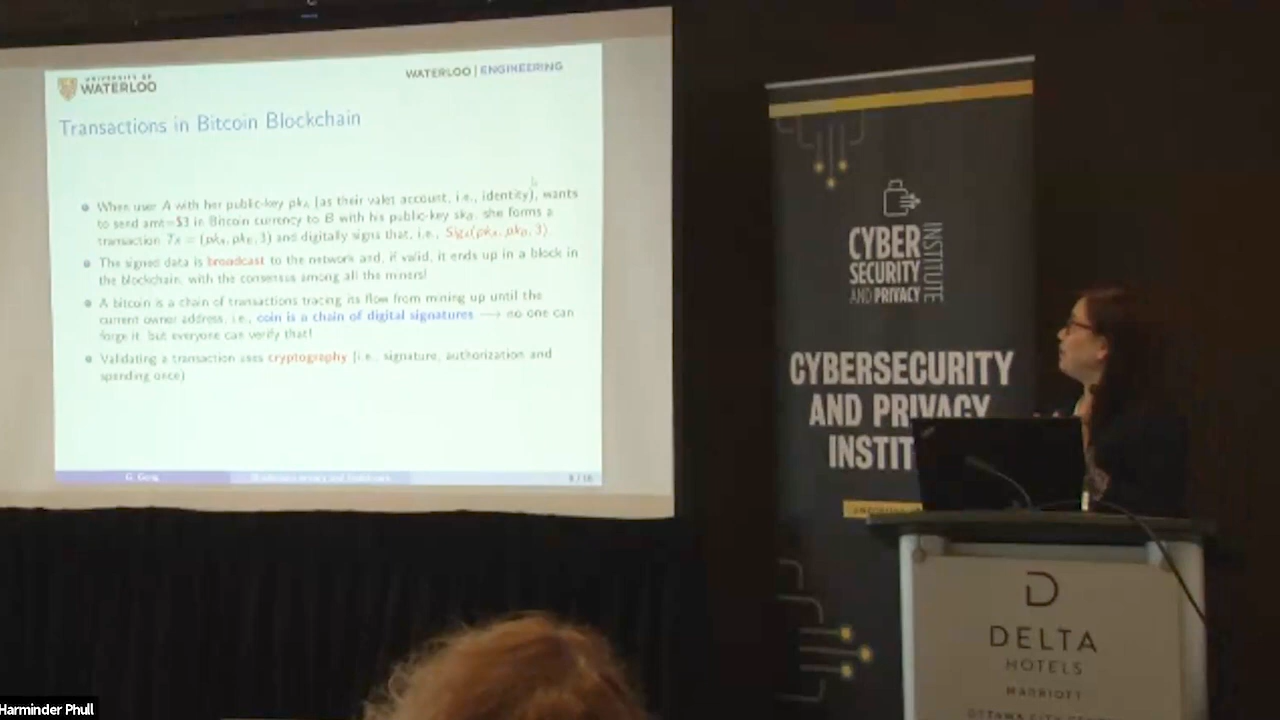 UNIVERSITY OF
WATERLOO
WATERLOO | ENGINEERING
Transactions in Bitcoin Blockchain
When user A with her public-key pkA (as their valet account, i.e., identity), wants
to send amt=$3 in Bitcoin currency to B with his public-key skB, she forms a
transaction Tx = (pkA, pkB, 3) and digitally signs that, i.e., SigA(pkA, pkB, 3)
The signed data is broadcast to the network and, if valid, it ends up in a block in
the blockchain, with the consensus among all the miners!
A bitcoin is a chain of transactions tracing its flow from mining up until the
current owner address, i.e., coin is a chain of digital signatures ⟶ no one can
forge it, but everyone can verify that!
Validating a transaction uses cryptography (i.e., signature, authorization and
spending once)
G. Gong
8 / 16
CYBER
SECURITY
AND PRIVACY
INSTITUTE
CYBERSECURITY
AND PRIVACY
INSTIT
DELTA
HOTELS
MARRIOTT
OTTAWA CITY
Harminder Phull